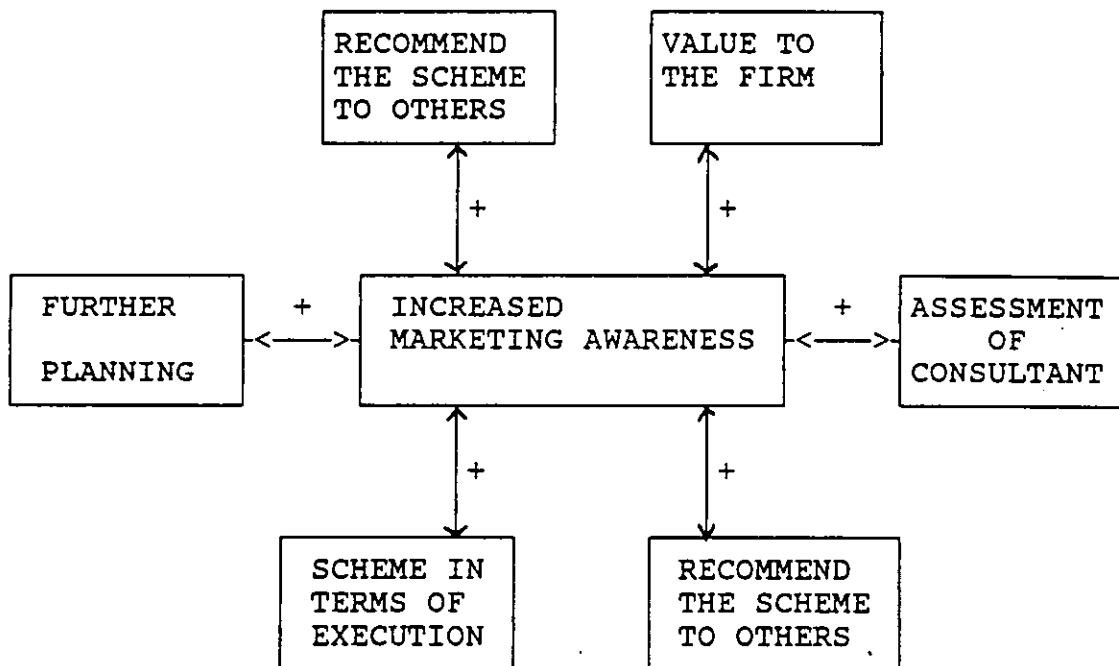 RECOMMEND
THE SCHEME
TO OTHERS
VALUE TO
THE FIRM
+
+
FURTHER
PLANNING
+
INCREASED
MARKETING AWARENESS
+
ASSESSMENT
OF
CONSULTANT
+
+
SCHEME IN
TERMS OF
EXECUTION
RECOMMEND
THE SCHEME
TO OTHERS